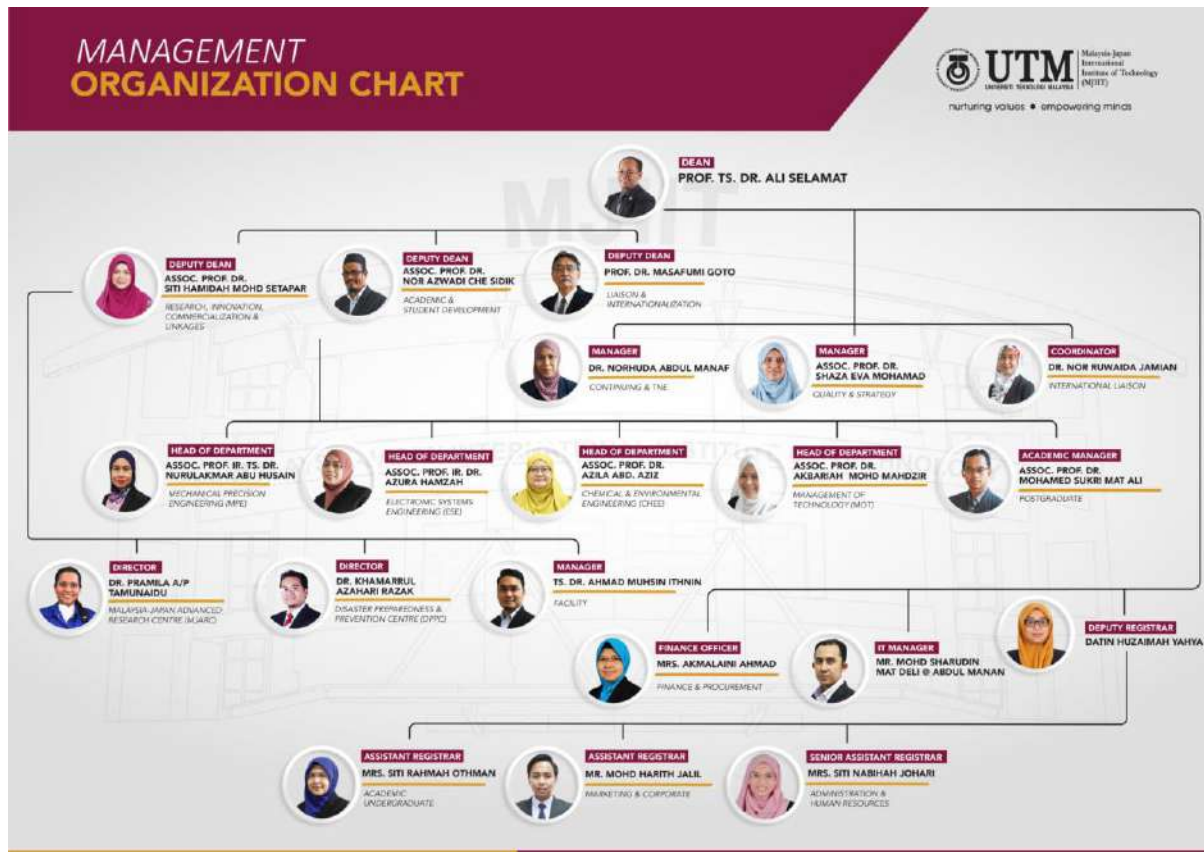 MANAGEMENT
ORGANIZATION CHART
UTM
UNIVERSITI TEKNOLOGI MALAYSIA
Malaysia-Japan
International
Institute of Technology
(MJIIT)
nurturing values ● empowering minds
MJIIT
DEAN
PROF. TS. DR. ALI SELAMAT
DEPUTY DEAN
ASSOC. PROF. DR.
SITI HAMIDAH MOHD SETAPAR
RESEARCH, INNOVATION,
COMMERCIALIZATION &
LINKAGES
DEPUTY DEAN
ASSOC. PROF. DR.
NOR AZWADI CHE SIDIK
ACADEMIC &
STUDENT DEVELOPMENT
DEPUTY DEAN
PROF. DR. MASAFUMI GOTO
LIAISON &
INTERNATIONALIZATION
MANAGER
DR. NORHUDA ABDUL MANAF
CONTINUING & TNE
MANAGER
ASSOC. PROF. DR.
SHAZA EVA MOHAMAD
QUALITY & STRATEGY
COORDINATOR
DR. NOR RUWAIDA JAMIAN
INTERNATIONAL LIAISON
HEAD OF DEPARTMENT
ASSOC. PROF. IR. TS. DR.
NURULAKMAR ABU HUSAIN
MECHANICAL PRECISION
ENGINEERING (MPE)
HEAD OF DEPARTMENT
ASSOC. PROF. IR. DR.
AZURA HAMZAH
ELECTRONIC SYSTEMS
ENGINEERING (ESE)
HEAD OF DEPARTMENT
ASSOC. PROF. DR.
AZILA ABD. AZIZ
CHEMICAL & ENVIRONMENTAL
ENGINEERING (CHEE)
HEAD OF DEPARTMENT
ASSOC. PROF. DR.
AKBARIAH MOHD MAHDZIR
MANAGEMENT OF
TECHNOLOGY (MOT)
ACADEMIC MANAGER
ASSOC. PROF. DR.
MOHAMED SUKRI MAT ALI
POSTGRADUATE
DIRECTOR
DR. PRAMILA A/P
TAMUNAIDU
MALAYSIA-JAPAN ADVANCED
RESEARCH CENTRE (MJARC)
DIRECTOR
DR. KHAMARRUL
AZAHARI RAZAK
DISASTER PREPAREDNESS &
PREVENTION CENTRE (DPPC)
MANAGER
TS. DR. AHMAD MUHSIN ITHNIN
FACILITY
FINANCE OFFICER
MRS. AKMALAINI AHMAD
FINANCE & PROCUREMENT
IT MANAGER
MR. MOHD SHARUDIN
MAT DELI @ ABDUL MANAN
DEPUTY REGISTRAR
DATIN HUZAIMAH YAHYA
ASSISTANT REGISTRAR
MRS. SITI RAHMAH OTHMAN
ACADEMIC
UNDERGRADUATE
ASSISTANT REGISTRAR
MR. MOHD HARITH JALIL
MARKETING & CORPORATE
SENIOR ASSISTANT REGISTRAR
MRS. SITI NABIHAH JOHARI
ADMINISTRATION &
HUMAN RESOURCES